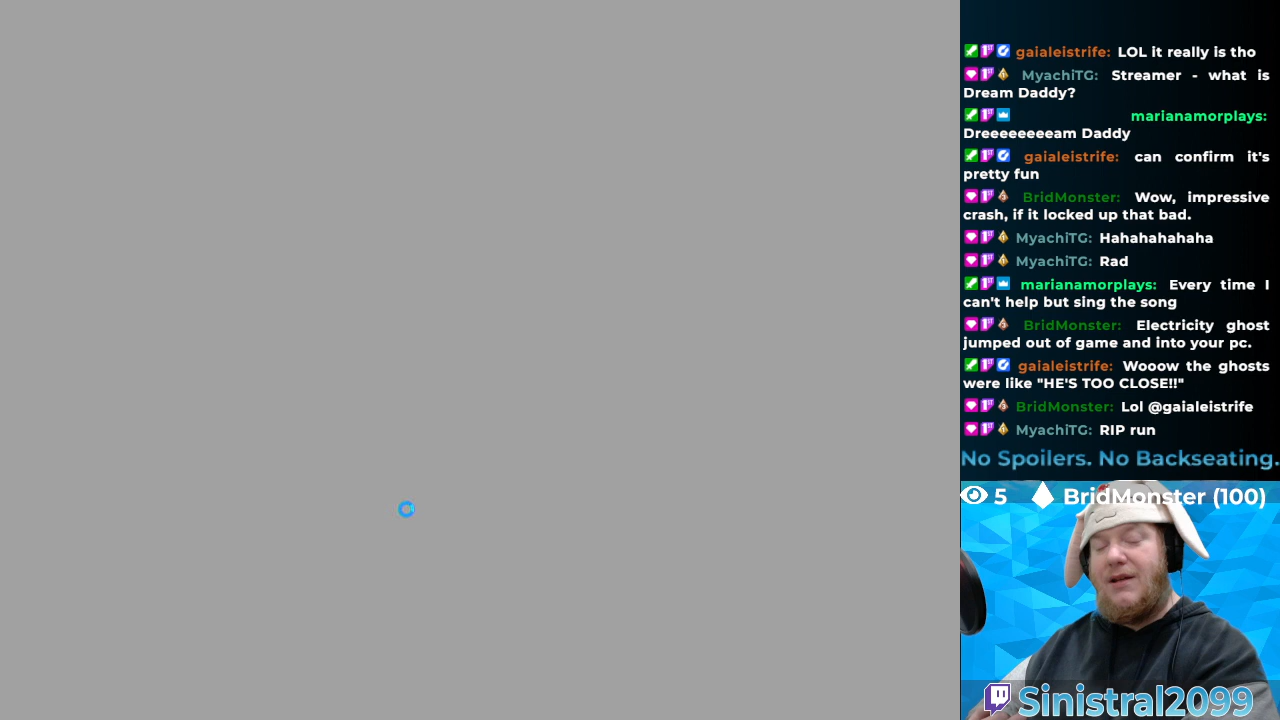 gaialeistrife: LOL it really is tho
MyachiTG: Streamer - what is
Dream Daddy?
marianamorplays:
Dreeeeeeeeam Daddy
gaialeistrife: can confirm it's
pretty fun
BridMonster: Wow, impressive
crash, if it locked up that bad.
MyachiTG: Hahahahahaha
MyachiTG: Rad
marianamorplays: Every time I
can't help but sing the song
BridMonster: Electricity ghost
jumped out of game and into your pc.
gaialeistrife: Wooow the ghosts
were like "HE'S TOO CLOSE!!"
BridMonster: Lol @gaialeistrife
MyachiTG: RIP run
No Spoilers. No Backseating.
5 BridMonster (100)
Sinistral2099